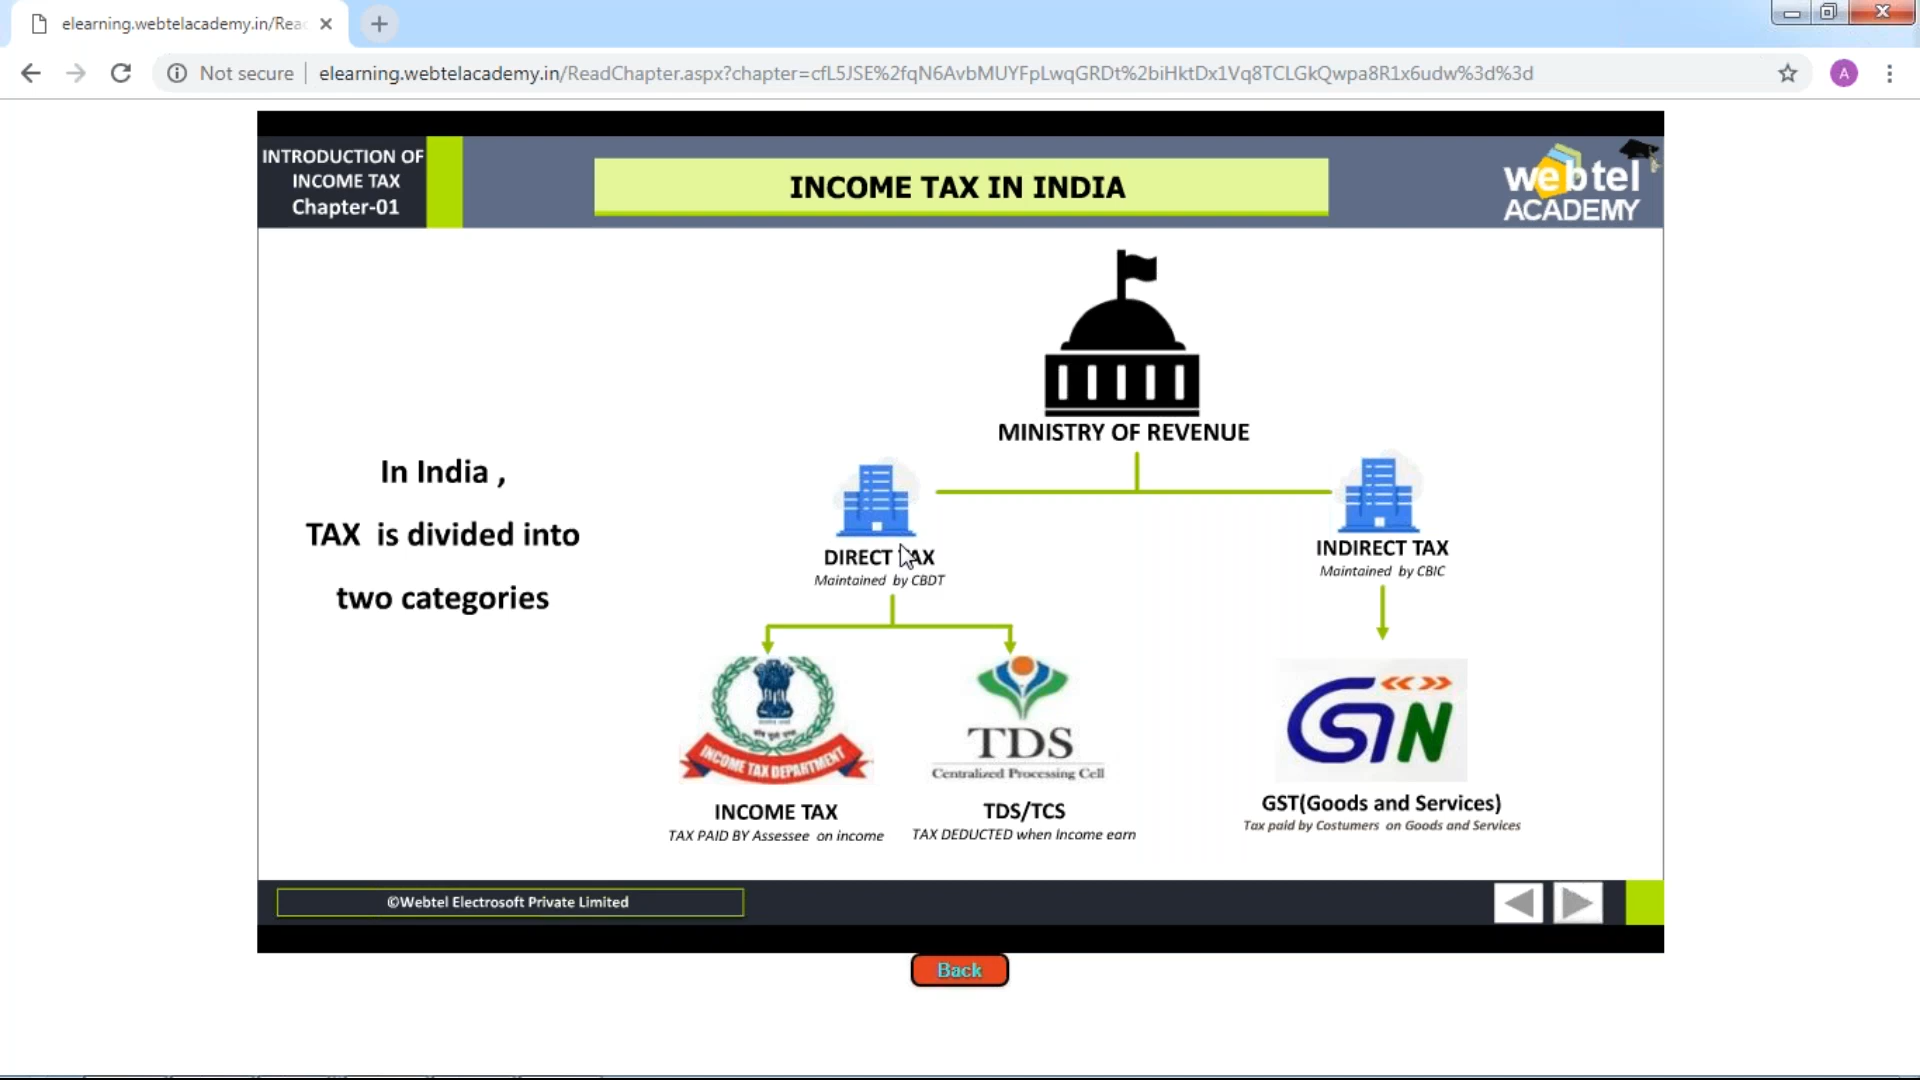 elearning.webtelacademy.in/Rea
Not secure
elearning.webtelacademy.in/ReadChapter.aspx?chapter=cfL5JSE%2fqN6AvbMUYFpLwqGRDt%2biHktDx1Vq8TCLGkQwpa8R1x6udw%3d%3d
A
INTRODUCTION OF
INCOME TAX
Chapter-01
INCOME TAX IN INDIA
webtel
ACADEMY
MINISTRY OF REVENUE
In India ,
TAX is divided into
two categories
DIRECT TAX
Maintained by CBDT
INDIRECT TAX
Maintained by CBIC
INCOME TAX DEPARTMENT
TDS
Centralized Processing Cell
GSTN
INCOME TAX
TAX PAID BY Assessee on income
TDS/TCS
TAX DEDUCTED when Income earn
GST(Goods and Services)
Tax paid by Costumers on Goods and Services
©Webtel Electrosoft Private Limited
Back